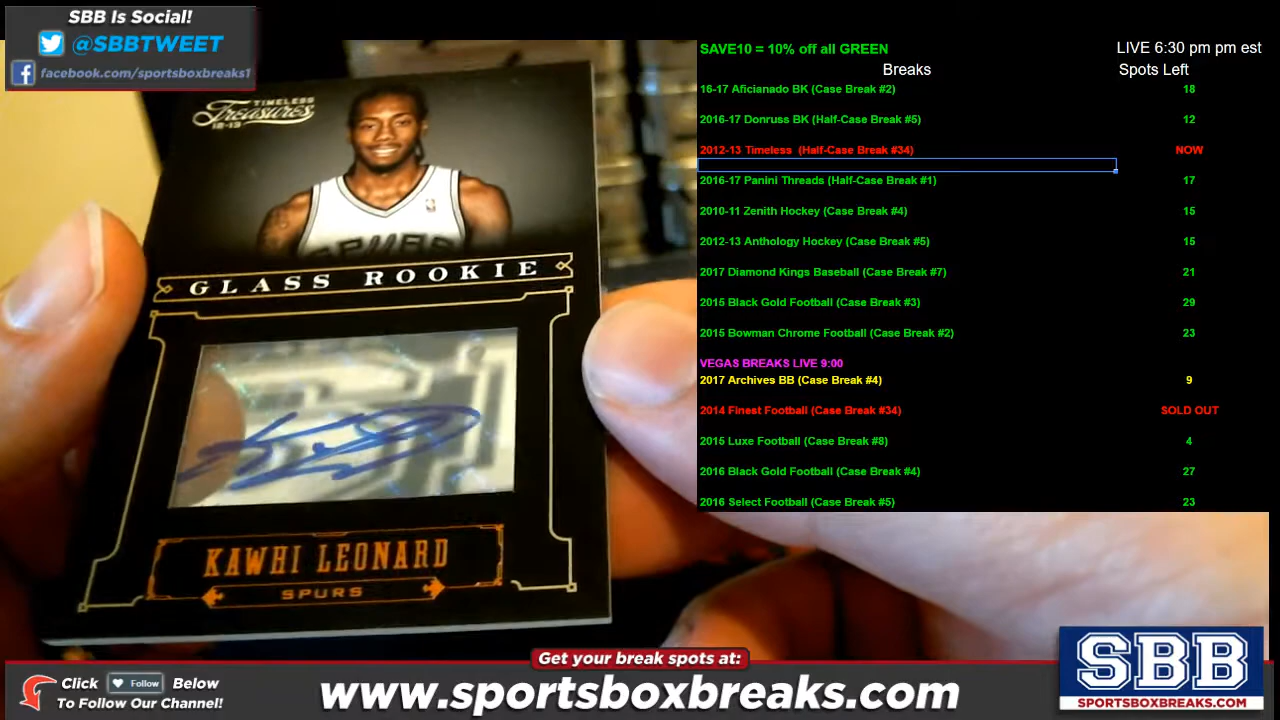 SBB Is Social!
@SBBTWEET
facebook.com/sportsboxbreaks1
SAVE10 = 10% off all GREEN
LIVE 6:30 pm pm est
Breaks Spots Left
16-17 Aficianado BK (Case Break #2) 18
2016-17 Donruss BK (Half-Case Break #5) 12
2012-13 Timeless (Half-Case Break #34) NOW
2016-17 Panini Threads (Half-Case Break #1) 17
2010-11 Zenith Hockey (Case Break #4) 15
2012-13 Anthology Hockey (Case Break #5) 15
2017 Diamond Kings Baseball (Case Break #7) 21
2015 Black Gold Football (Case Break #3) 29
2015 Bowman Chrome Football (Case Break #2) 23
VEGAS BREAKS LIVE 9:00
2017 Archives BB (Case Break #4) 9
2014 Finest Football (Case Break #34) SOLD OUT
2015 Luxe Football (Case Break #8) 4
2016 Black Gold Football (Case Break #4) 27
2016 Select Football (Case Break #5) 23
TIMELESS
Treasures
12-13
SPURS
GLASS ROOKIE
KAWHI LEONARD
SPURS
Get your break spots at:
Click Follow Below
To Follow Our Channel!
www.sportsboxbreaks.com
SBB
SPORTSBOXBREAKS.COM